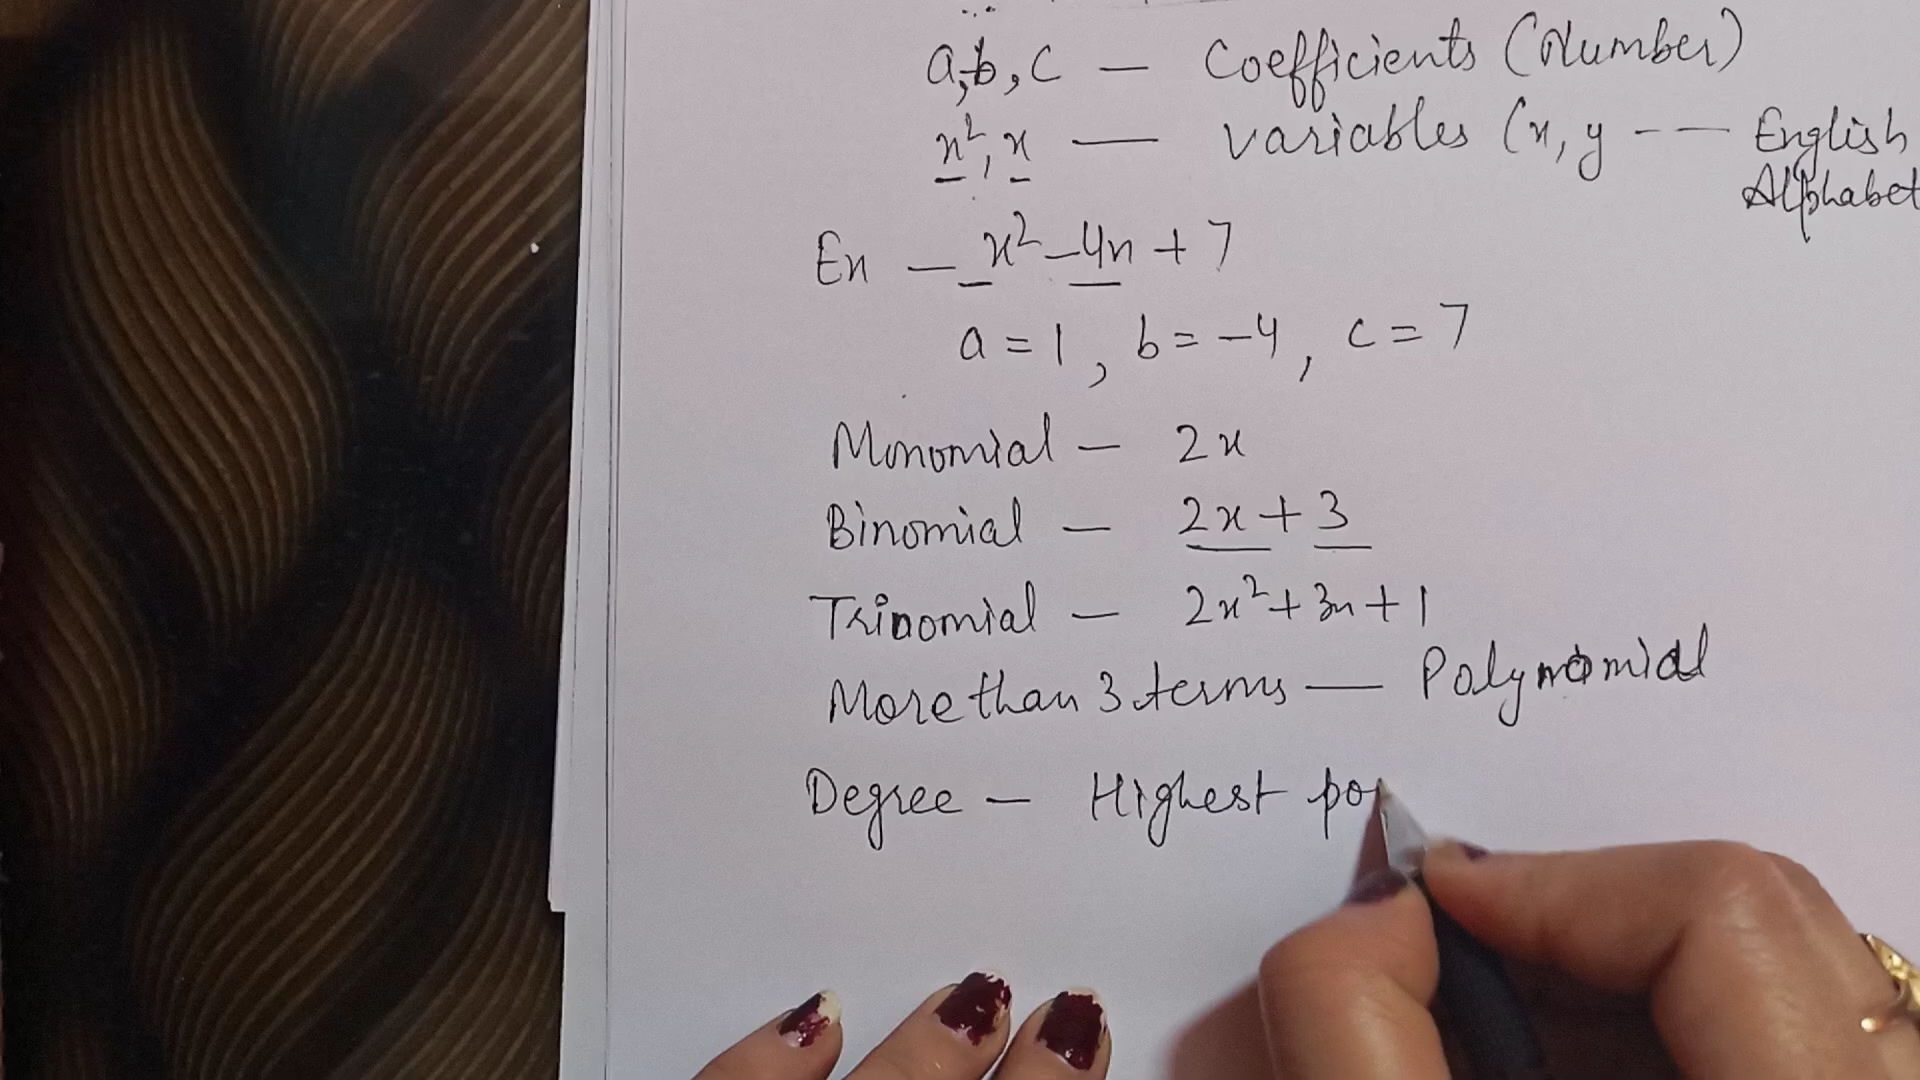 a, b, c — Coefficients (Number)
x², x — variables (x, y --- English
Alphabet
Ex — x² - 4x + 7
a = 1, b = -4, c = 7
Monomial — 2x
Binomial — 2x + 3
Trinomial — 2x² + 3x + 1
More than 3 terms — Polynomial
Degree — Highest po